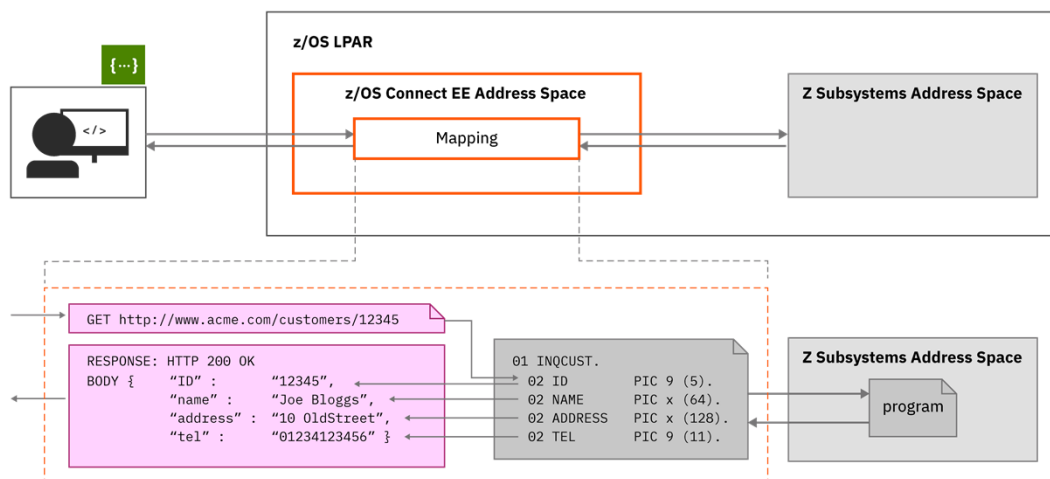 z/OS LPAR
{...}
z/OS Connect EE Address Space
Z Subsystems Address Space
</>
Mapping
GET http://www.acme.com/customers/12345
RESPONSE: HTTP 200 OK
BODY { “ID” : “12345”,
“name” : “Joe Bloggs”,
“address” : “10 OldStreet”,
“tel” : “01234123456” }
01 INQCUST.
02 ID PIC 9 (5).
02 NAME PIC x (64).
02 ADDRESS PIC x (128).
02 TEL PIC 9 (11).
Z Subsystems Address Space
program